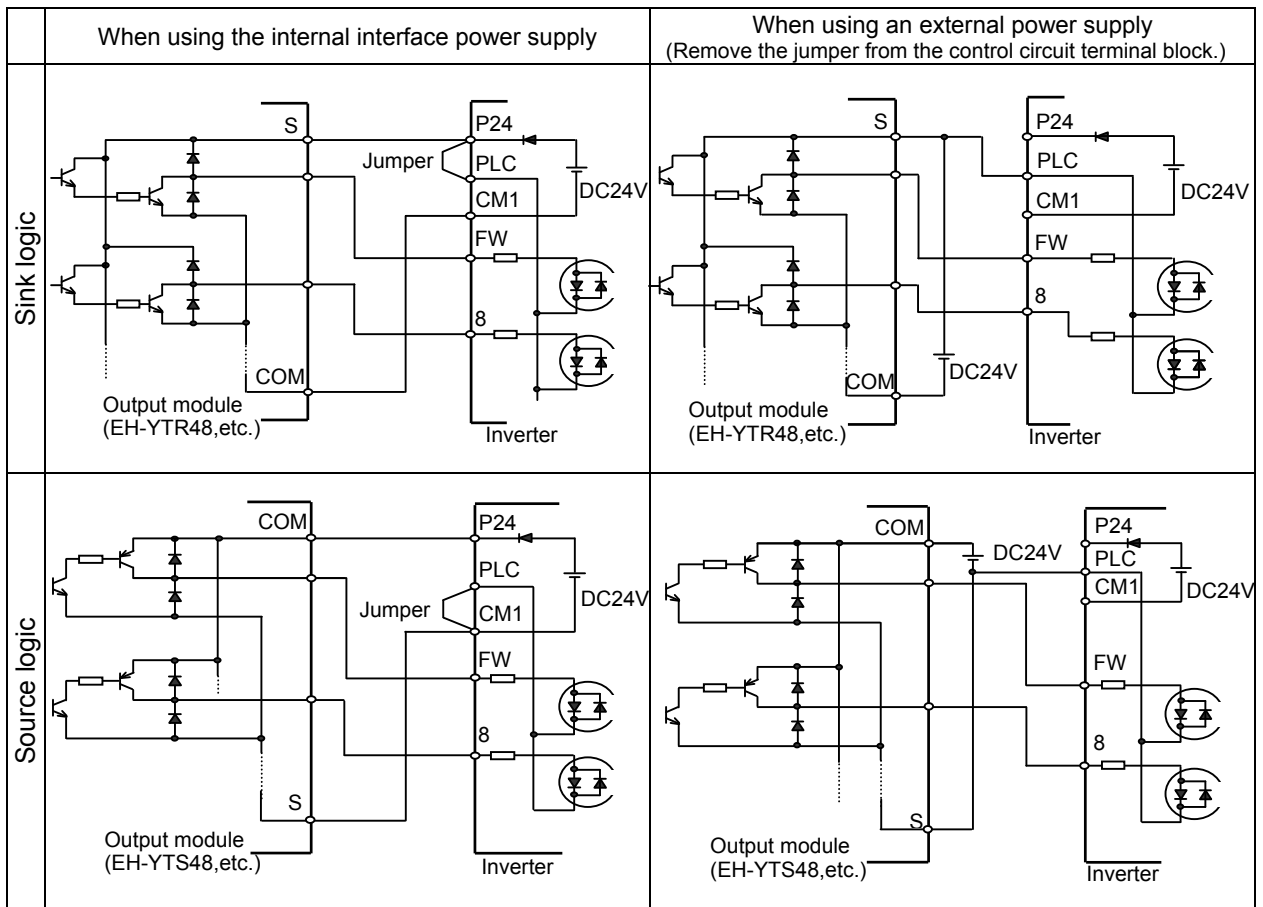 When using the internal interface power supply
When using an external power supply
(Remove the jumper from the control circuit terminal block.)
Sink logic
S
P24
Jumper
PLC
DC24V
CM1
FW
8
COM
Output module
(EH-YTR48,etc.)
Inverter
S
P24
PLC
DC24V
CM1
FW
8
DC24V
COM
Output module
(EH-YTR48,etc.)
Inverter
Source logic
COM
P24
PLC
DC24V
Jumper
CM1
FW
8
S
Output module
(EH-YTS48,etc.)
Inverter
COM
DC24V
P24
PLC
CM1
DC24V
FW
8
S
Output module
(EH-YTS48,etc.)
Inverter